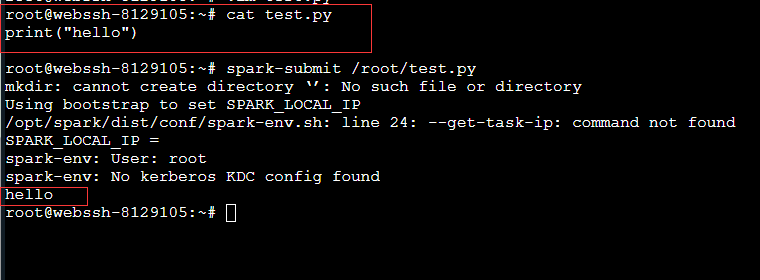 root@webssh-8129105:~# cat test.py
print("hello")
root@webssh-8129105:~# spark-submit /root/test.py
mkdir: cannot create directory ‘’: No such file or directory
Using bootstrap to set SPARK_LOCAL_IP
/opt/spark/dist/conf/spark-env.sh: line 24: --get-task-ip: command not found
SPARK_LOCAL_IP =
spark-env: User: root
spark-env: No kerberos KDC config found
hello
root@webssh-8129105:~#